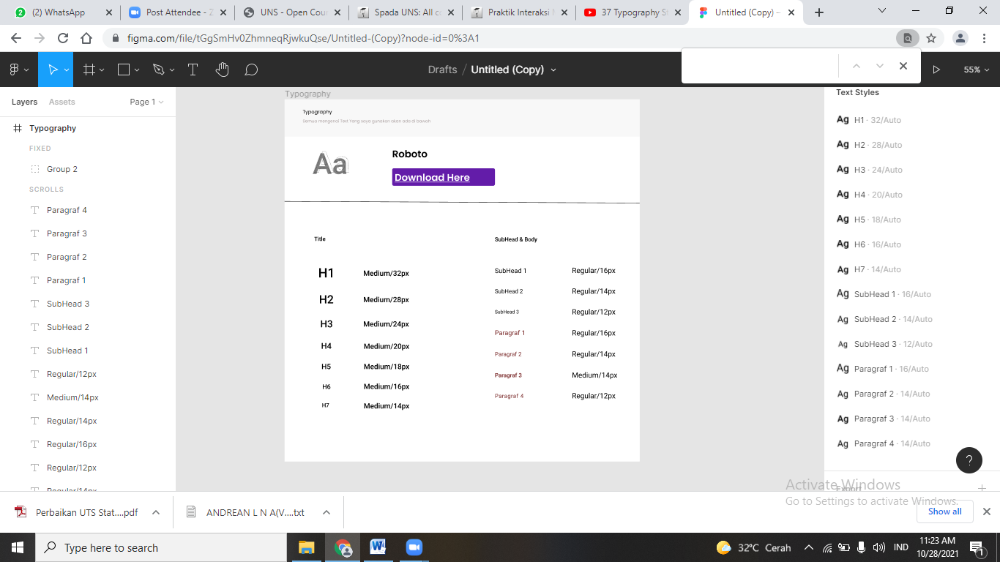 (2) WhatsApp
Post Attendee - Z
UNS - Open Cou
Spada UNS: All c
Praktik Interaksi
37 Typography St
Untitled (Copy) –
figma.com/file/tGgSmHv0ZhmneqRjwkuQse/Untitled-(Copy)?node-id=0%3A1
Drafts / Untitled (Copy)
55%
Layers
Assets
Page 1
Typography
FIXED
Group 2
SCROLLS
Paragraf 4
Paragraf 3
Paragraf 2
Paragraf 1
SubHead 3
SubHead 2
SubHead 1
Regular/12px
Medium/14px
Regular/14px
Regular/16px
Regular/12px
Regular/14px
Typography
Typography
Semua mengenai Text Yang saya gunakan akan ada di bawah
Aa
Roboto
Download Here
Title
H1 Medium/32px
H2 Medium/28px
H3 Medium/24px
H4 Medium/20px
H5 Medium/18px
H6 Medium/16px
H7 Medium/14px
SubHead & Body
SubHead 1 Regular/16px
SubHead 2 Regular/14px
SubHead 3 Regular/12px
Paragraf 1 Regular/16px
Paragraf 2 Regular/14px
Paragraf 3 Medium/14px
Paragraf 4 Regular/12px
Text Styles
Ag H1 · 32/Auto
Ag H2 · 28/Auto
Ag H3 · 24/Auto
Ag H4 · 20/Auto
Ag H5 · 18/Auto
Ag H6 · 16/Auto
Ag H7 · 14/Auto
Ag SubHead 1 · 16/Auto
Ag SubHead 2 · 14/Auto
Ag SubHead 3 · 12/Auto
Ag Paragraf 1 · 16/Auto
Ag Paragraf 2 · 14/Auto
Ag Paragraf 3 · 14/Auto
Ag Paragraf 4 · 14/Auto
?
Export
Activate Windows
Go to Settings to activate Windows.
Perbaikan UTS Stat....pdf
ANDREAN L N A(V....txt
Show all
Type here to search
32°C Cerah
IND
11:23 AM
10/28/2021
1